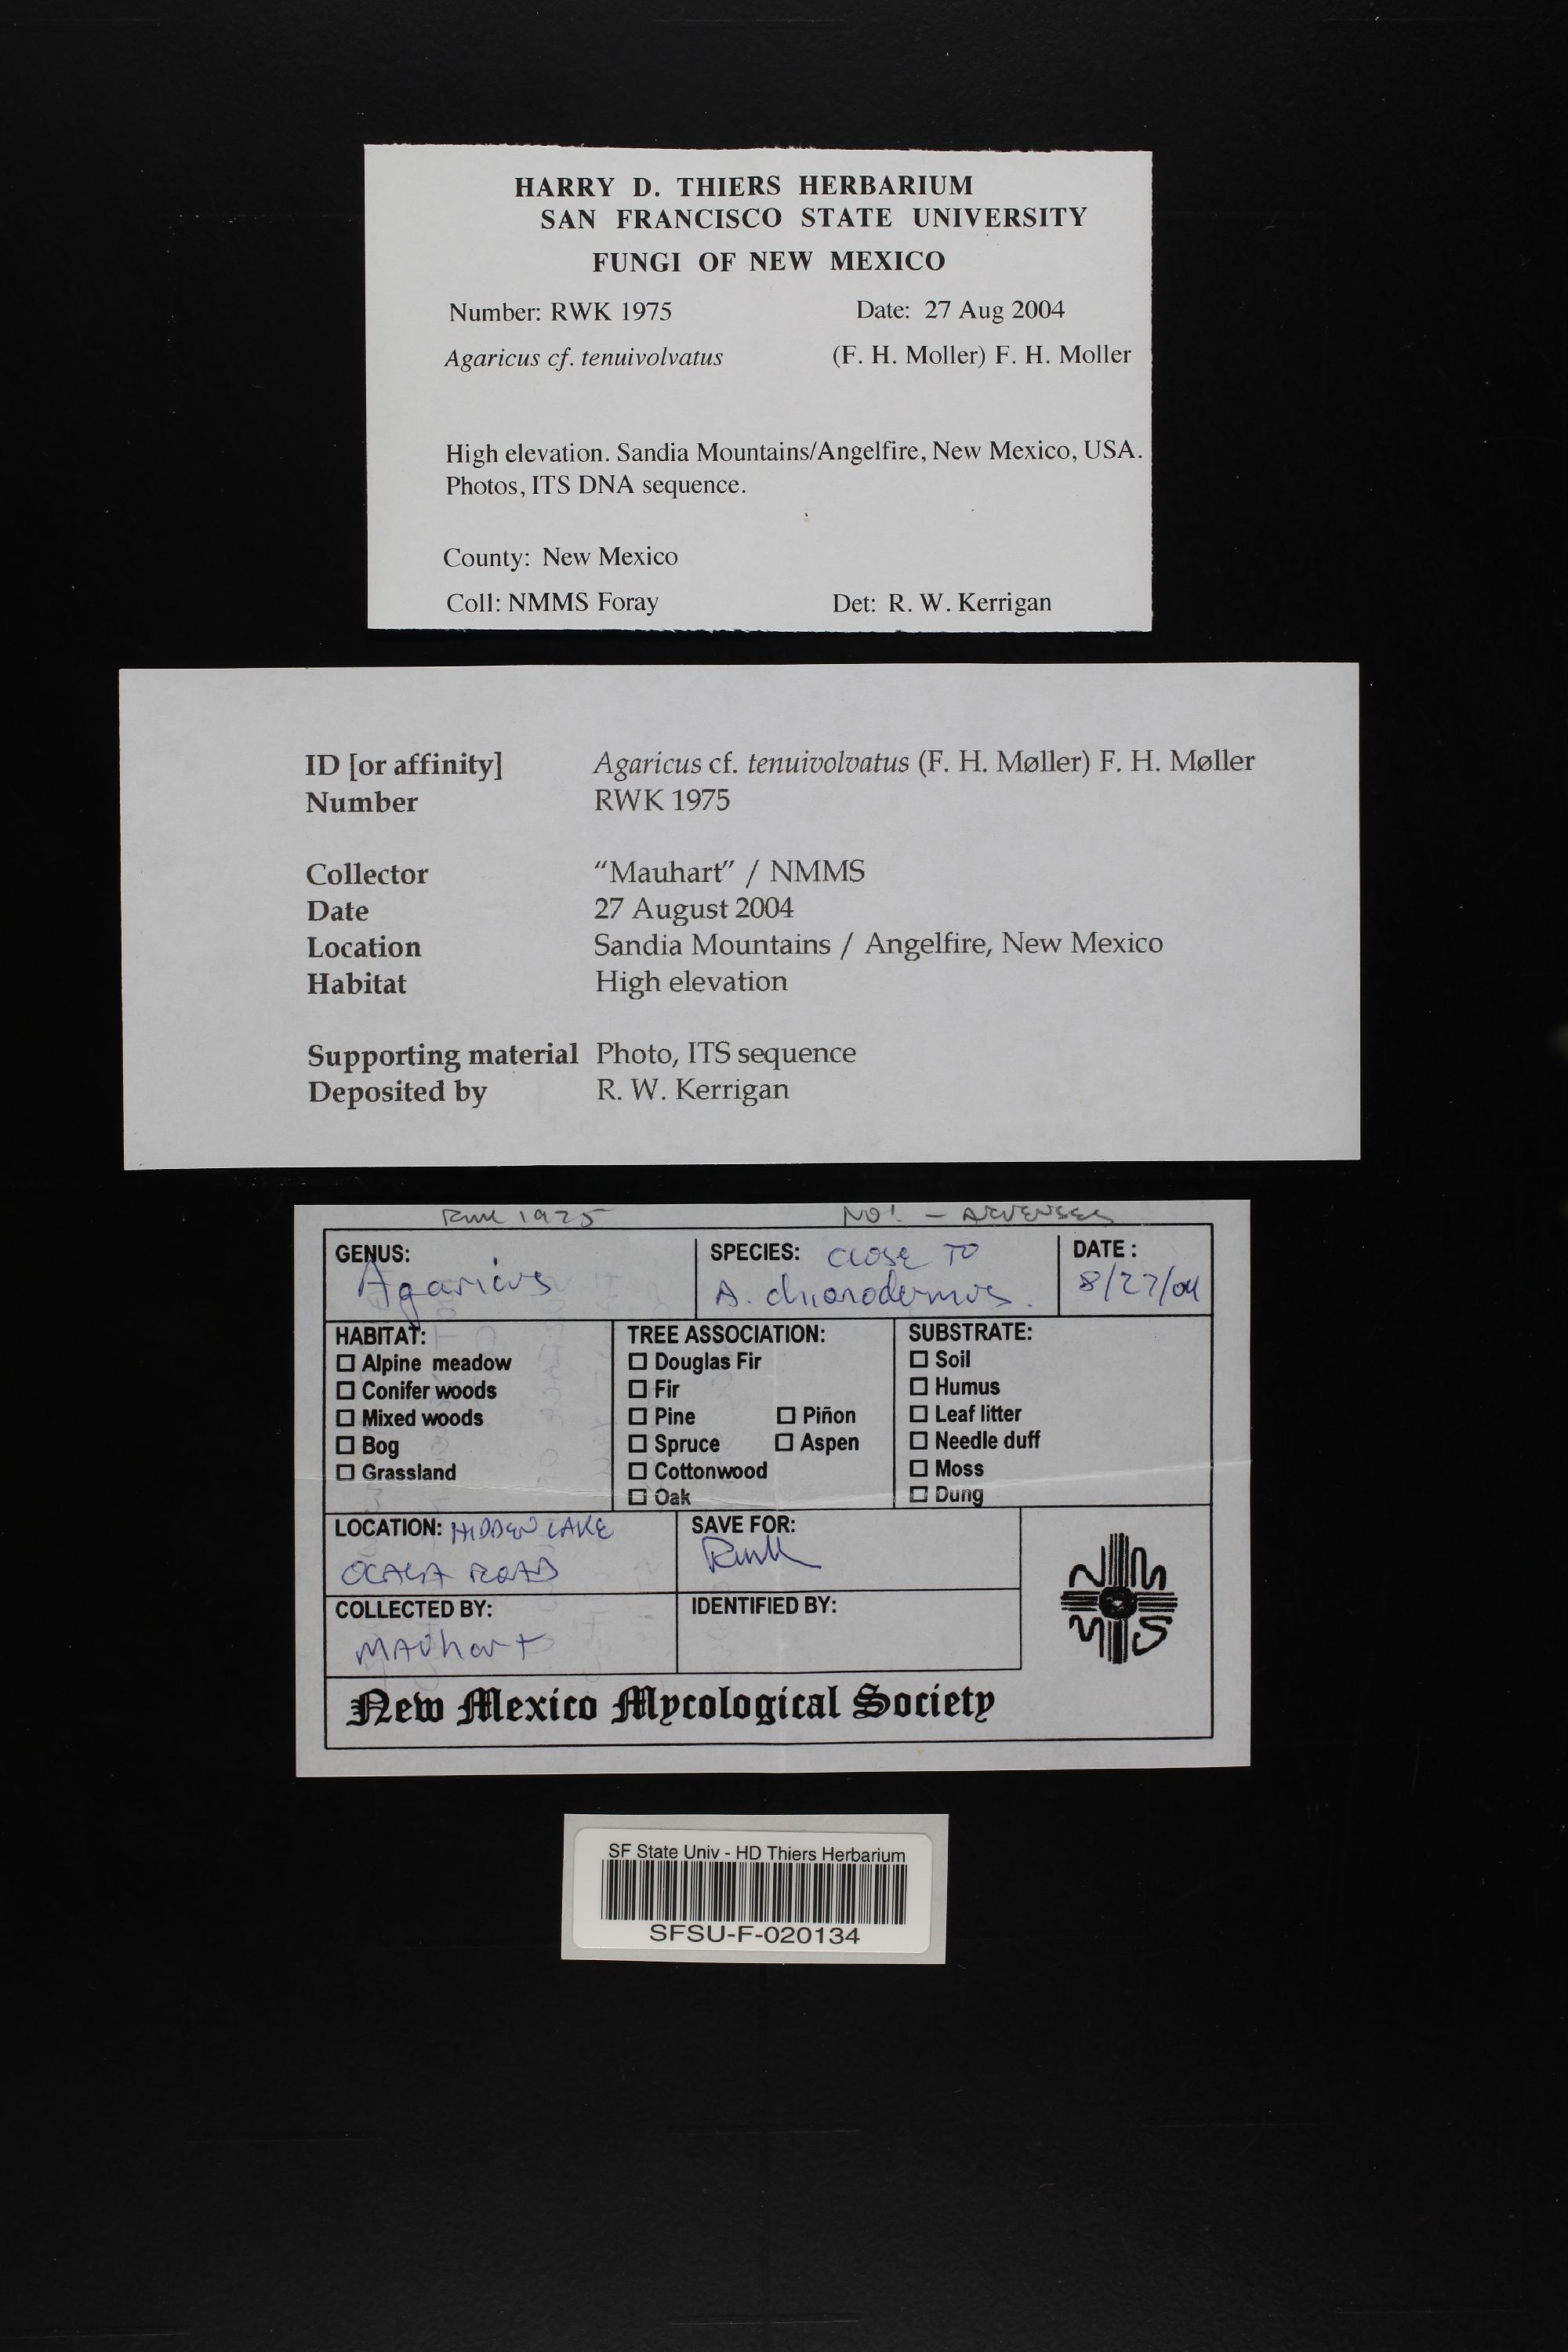 HARRY D. THIERS HERBARIUM
SAN FRANCISCO STATE UNIVERSITY
FUNGI OF NEW MEXICO
Number: RWK 1975 Date: 27 Aug 2004
Agaricus cf. tenuivolvatus (F. H. Moller) F. H. Moller
High elevation. Sandia Mountains/Angelfire, New Mexico, USA.
Photos, ITS DNA sequence.
County: New Mexico
Coll: NMMS Foray Det: R. W. Kerrigan
ID [or affinity] Agaricus cf. tenuivolvatus (F. H. Møller) F. H. Møller
Number RWK 1975
Collector “Mauhart” / NMMS
Date 27 August 2004
Location Sandia Mountains / Angelfire, New Mexico
Habitat High elevation
Supporting material Photo, ITS sequence
Deposited by R. W. Kerrigan
RWK 1975 NO! - ARVENSES
GENUS: SPECIES: CLOSE TO DATE:
Agaricus A. chionodermus. 8/27/04
HABITAT: TREE ASSOCIATION: SUBSTRATE:
Alpine meadow Douglas Fir Soil
Conifer woods Fir Humus
Mixed woods Pine Piñon Leaf litter
Bog Spruce Aspen Needle duff
Grassland Cottonwood Moss
Oak Dung
LOCATION: HIDDEN LAKE SAVE FOR:
ROAD RWK
COLLECTED BY: IDENTIFIED BY:
MAUhart
NMMS
New Mexico Mycological Society
SF State Univ - HD Thiers Herbarium
SFSU-F-020134